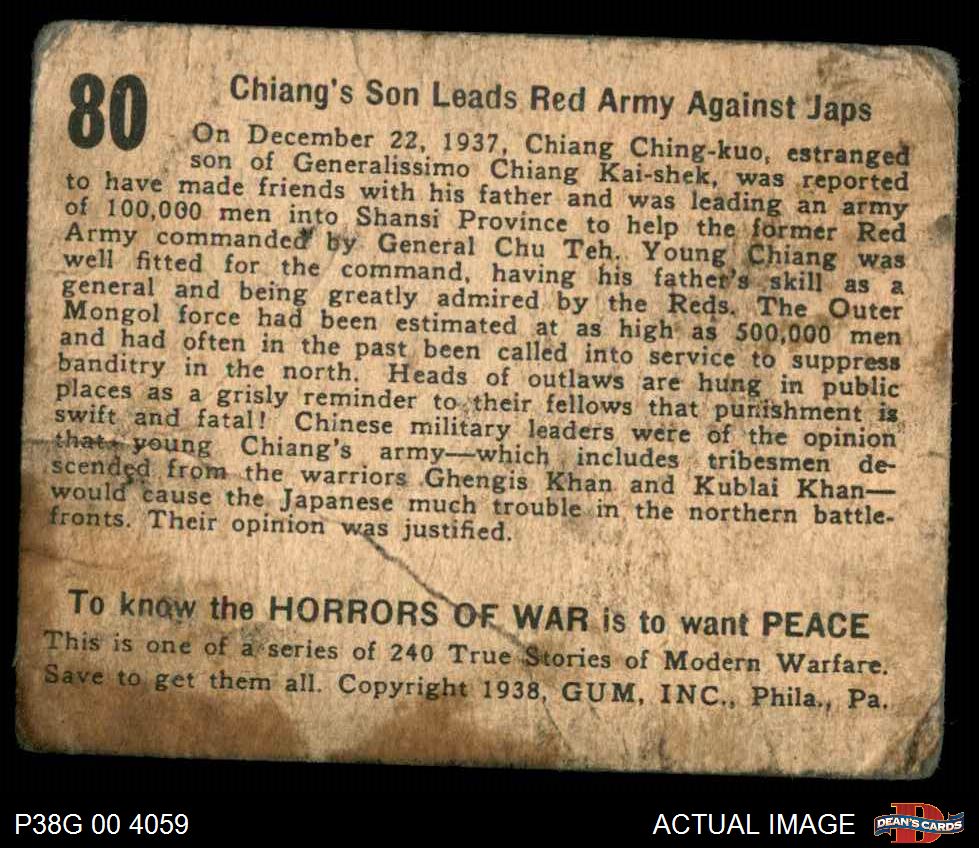 80
Chiang's Son Leads Red Army Against Japs
On December 22, 1937, Chiang Ching-kuo, estranged
son of Generalissimo Chiang Kai-shek, was reported
to have made friends with his father and was leading an army
of 100,000 men into Shansi Province to help the former Red
Army commanded by General Chu Teh. Young Chiang was
well fitted for the command, having his father's skill as a
general and being greatly admired by the Reds. The Outer
Mongol force had been estimated at as high as 500,000 men
and had often in the past been called into service to suppress
banditry in the north. Heads of outlaws are hung in public
places as a grisly reminder to their fellows that punishment is
swift and fatal! Chinese military leaders were of the opinion
that young Chiang's army—which includes tribesmen de-
scended from the warriors Ghengis Khan and Kublai Khan—
would cause the Japanese much trouble in the northern battle-
fronts. Their opinion was justified.
To know the HORRORS OF WAR is to want PEACE
This is one of a series of 240 True Stories of Modern Warfare.
Save to get them all. Copyright 1938, GUM, INC., Phila., Pa.
P38G 00 4059
ACTUAL IMAGE
DEAN'S CARDS